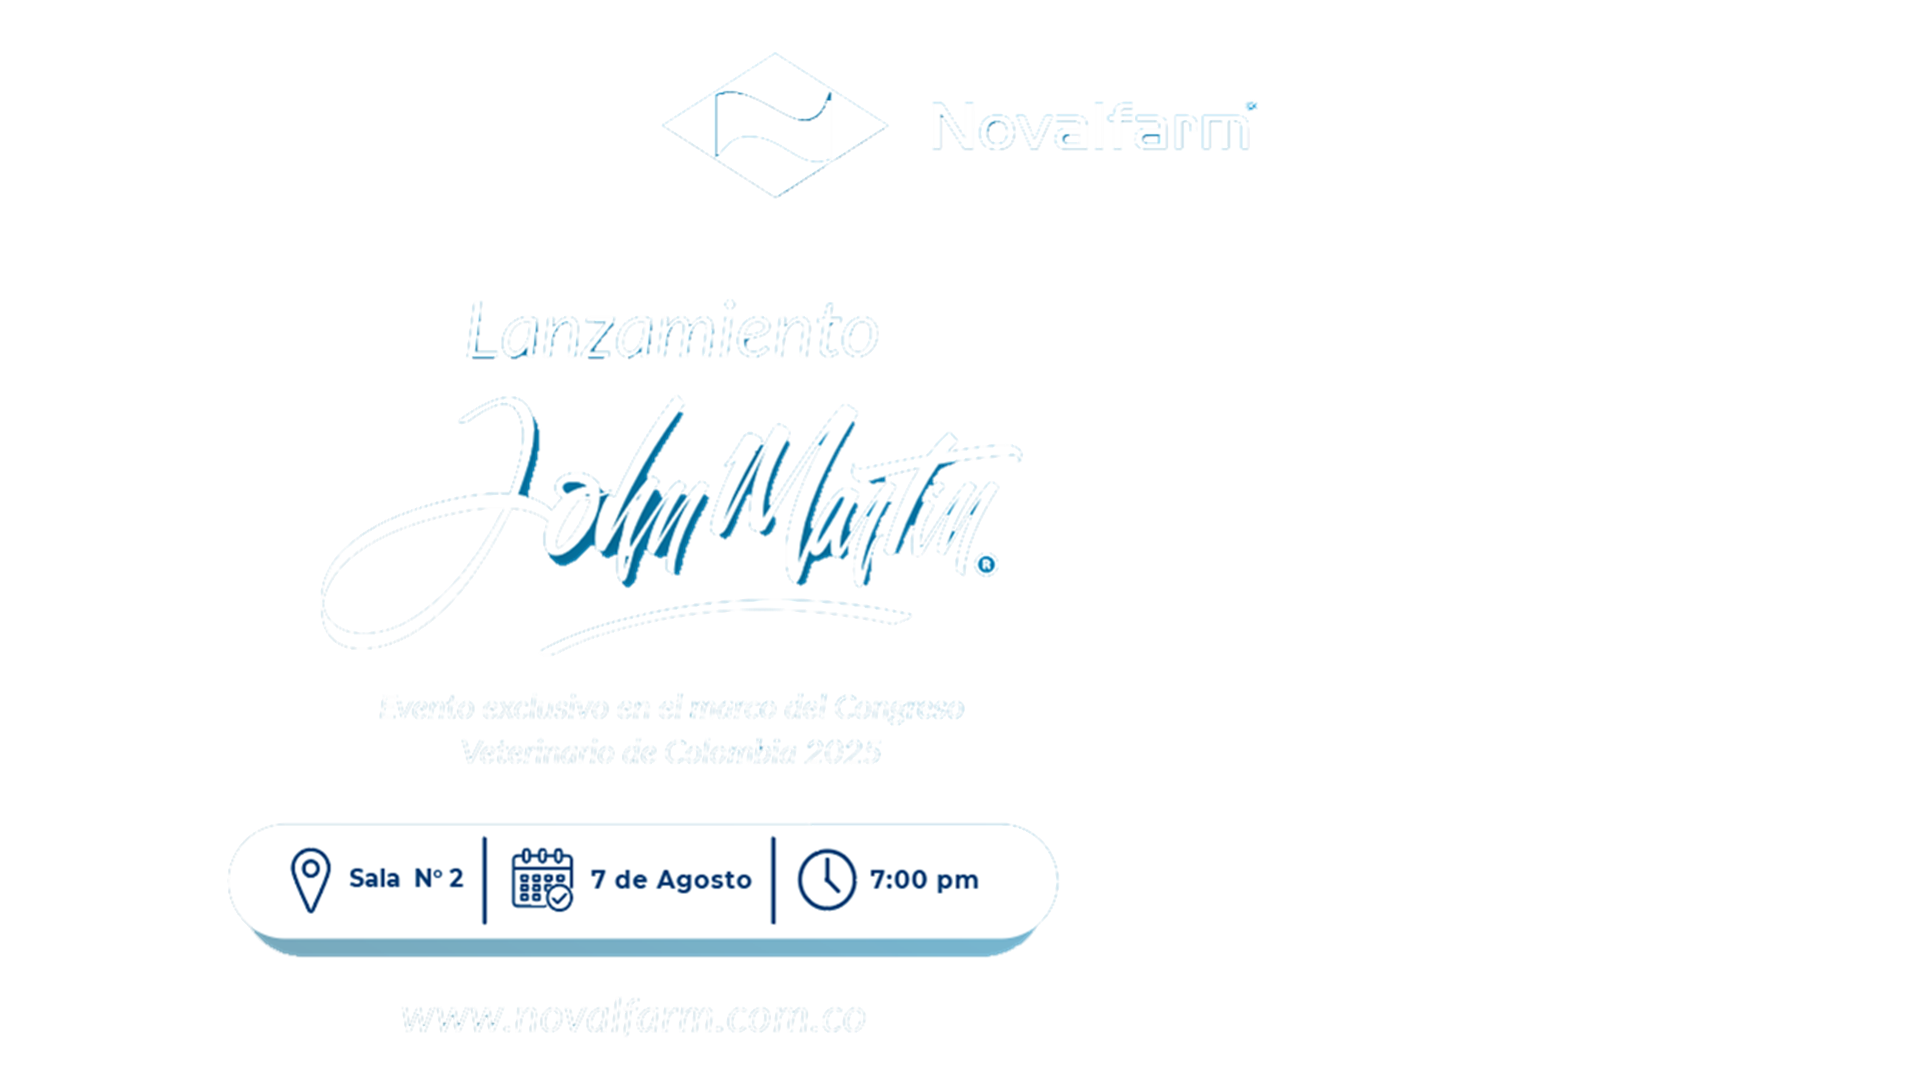 Novalfarm®
Lanzamiento
John Martin®
Evento exclusivo en el marco del Congreso
Veterinario de Colombia 2025
Sala N° 2
7 de Agosto
7:00 pm
www.novalfarm.com.co